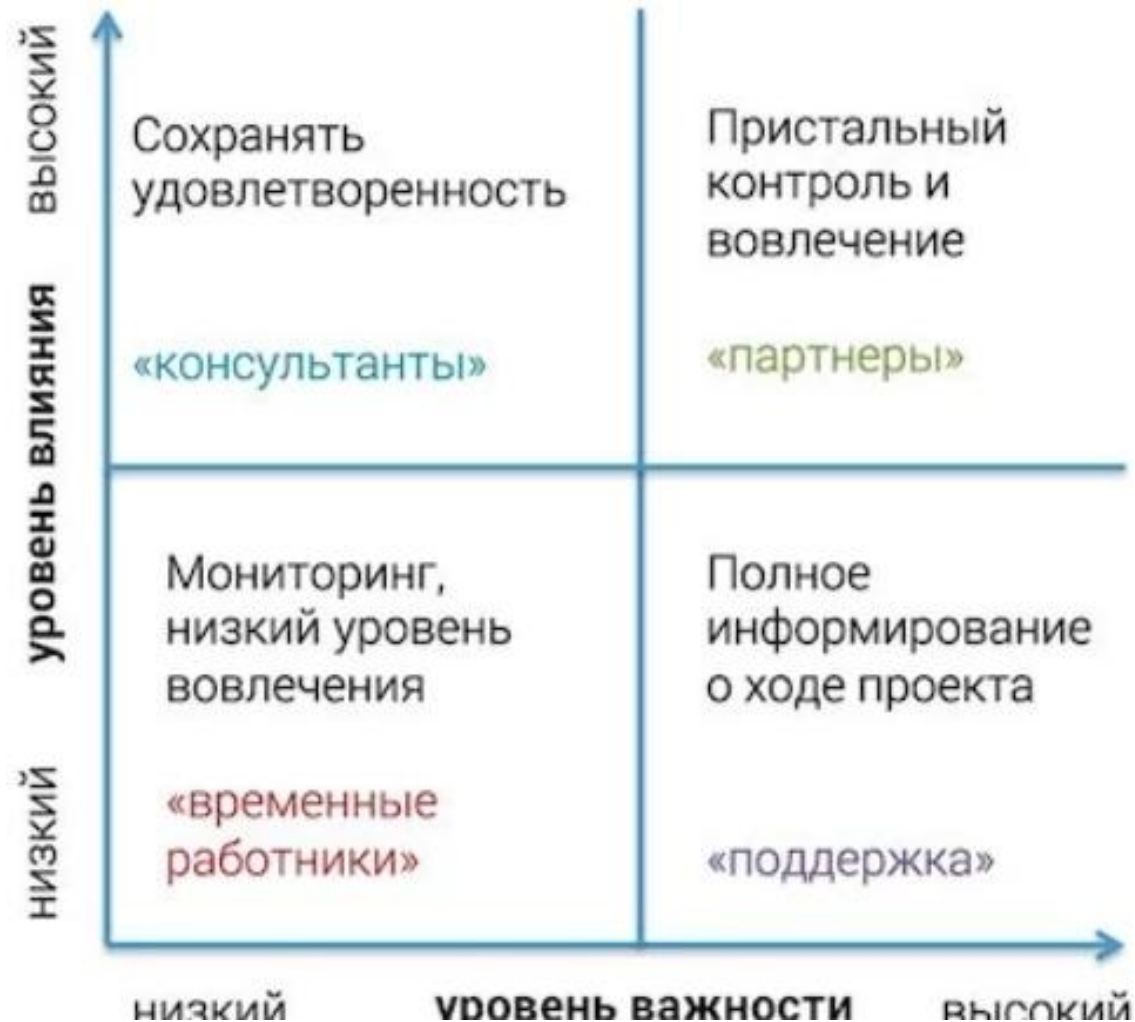 высокий
уровень влияния
низкий
Сохранять
удовлетворенность
«консультанты»
Пристальный
контроль и
вовлечение
«партнеры»
Мониторинг,
низкий уровень
вовлечения
«временные
работники»
Полное
информирование
о ходе проекта
«поддержка»
низкий
уровень важности
высокий